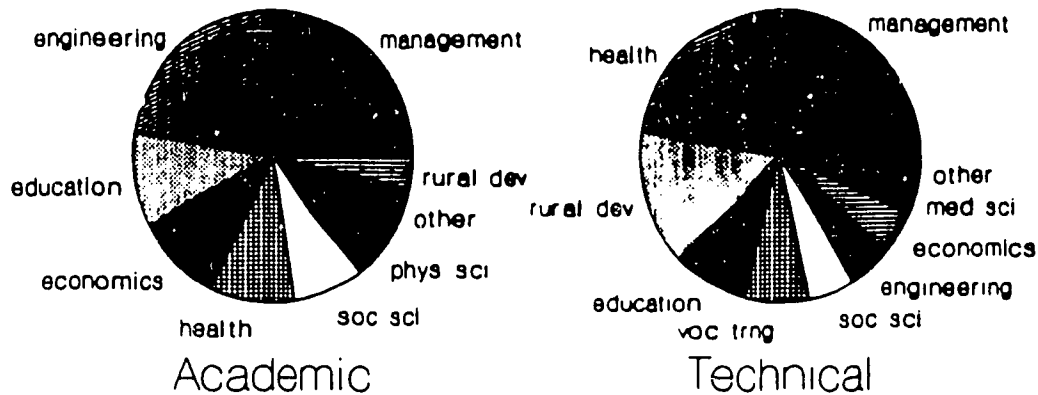 engineering
management
education
rural dev
other
economics
phys sci
soc sci
health
Academic
health
management
rural dev
other
med sci
economics
education
engineering
voc trng
soc sci
Technical